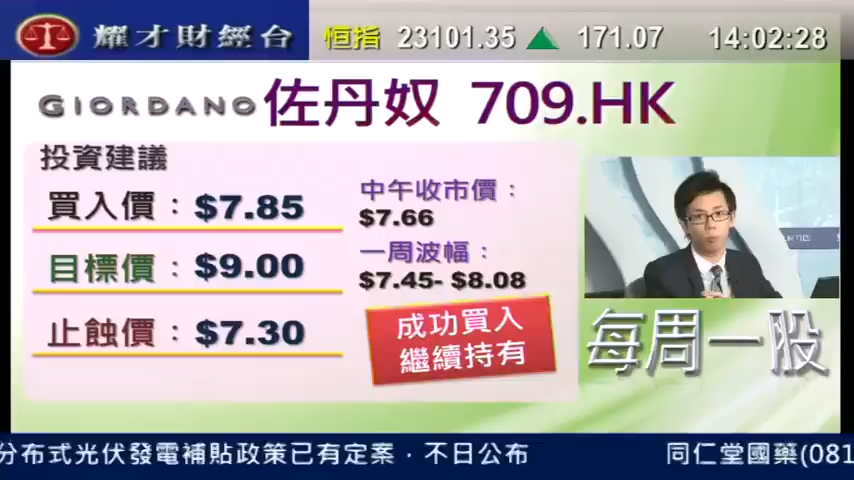 耀才財經台
恒指 23101.35 171.07 14:02:28
GIORDANO 佐丹奴 709.HK
投資建議
買入價：$7.85
目標價：$9.00
止蝕價：$7.30
中午收市價：
$7.66
一周波幅：
$7.45- $8.08
成功買入
繼續持有
每周一股
分布式光伏發電補貼政策已有定案，不日公布 同仁堂國藥(081